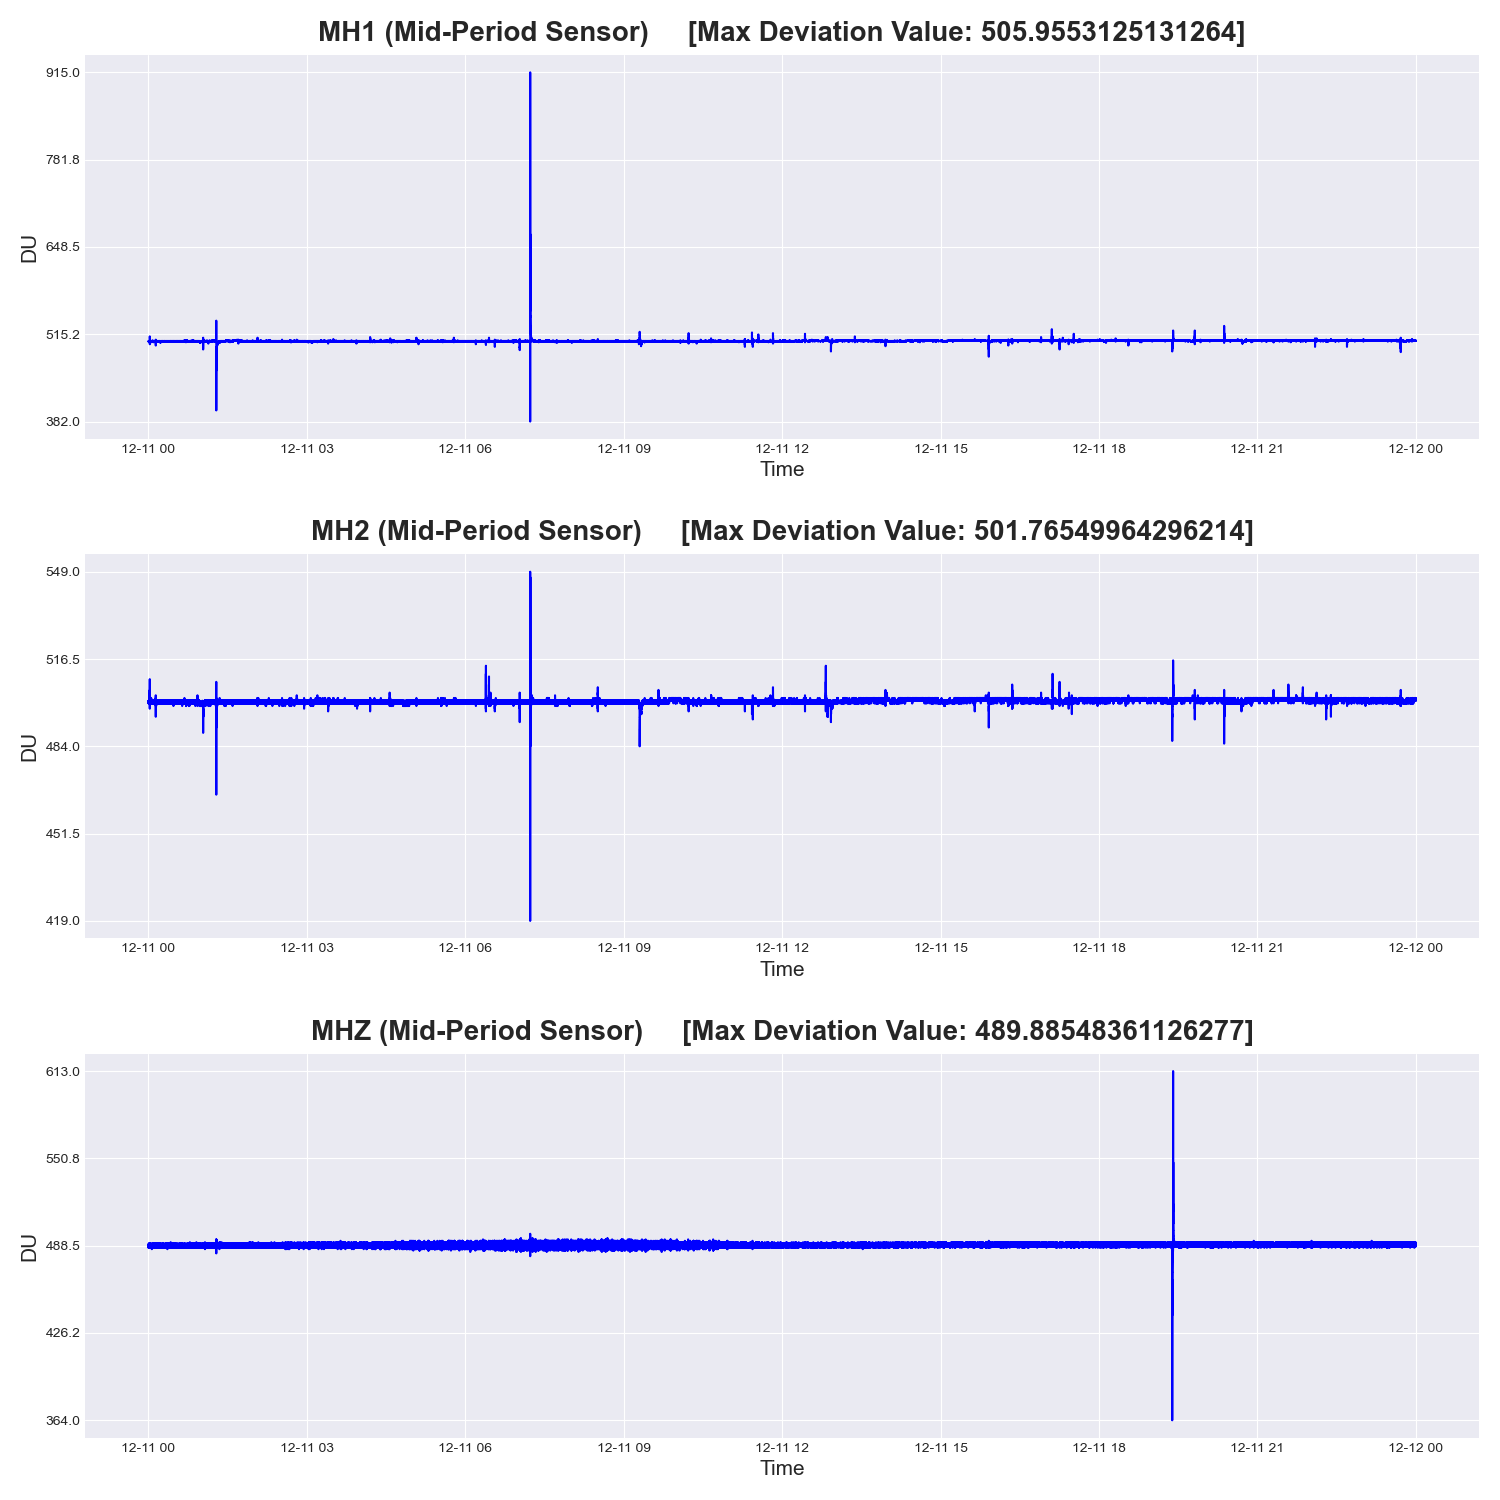 MH1 (Mid-Period Sensor) [Max Deviation Value: 505.9553125131264]
915.0
781.8
648.5
515.2
382.0
DU
12-11 00 12-11 03 12-11 06 12-11 09 12-11 12 12-11 15 12-11 18 12-11 21 12-12 00
Time
MH2 (Mid-Period Sensor) [Max Deviation Value: 501.76549964296214]
549.0
516.5
484.0
451.5
419.0
DU
12-11 00 12-11 03 12-11 06 12-11 09 12-11 12 12-11 15 12-11 18 12-11 21 12-12 00
Time
MHZ (Mid-Period Sensor) [Max Deviation Value: 489.88548361126277]
613.0
550.8
488.5
426.2
364.0
DU
12-11 00 12-11 03 12-11 06 12-11 09 12-11 12 12-11 15 12-11 18 12-11 21 12-12 00
Time